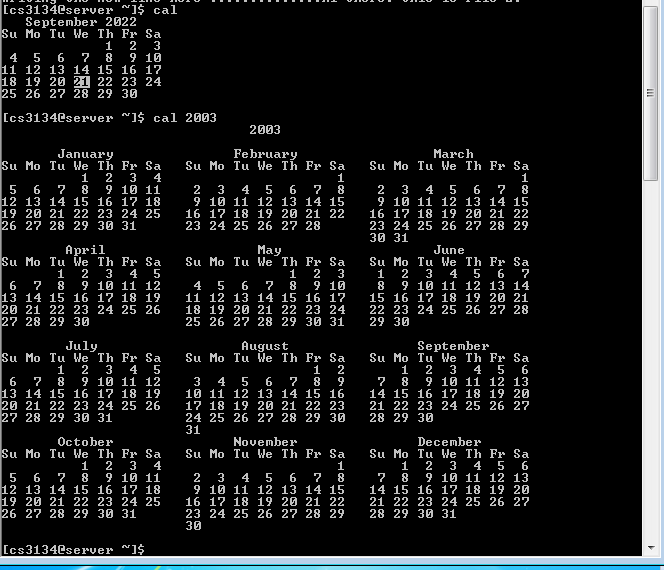 [cs3134@server ~]$ cal
   September 2022
Su Mo Tu We Th Fr Sa
             1  2  3
 4  5  6  7  8  9 10
11 12 13 14 15 16 17
18 19 20 21 22 23 24
25 26 27 28 29 30
[cs3134@server ~]$ cal 2003
                               2003
       January                February                 March
Su Mo Tu We Th Fr Sa   Su Mo Tu We Th Fr Sa   Su Mo Tu We Th Fr Sa
          1  2  3  4                      1                      1
 5  6  7  8  9 10 11    2  3  4  5  6  7  8    2  3  4  5  6  7  8
12 13 14 15 16 17 18    9 10 11 12 13 14 15    9 10 11 12 13 14 15
19 20 21 22 23 24 25   16 17 18 19 20 21 22   16 17 18 19 20 21 22
26 27 28 29 30 31      23 24 25 26 27 28      23 24 25 26 27 28 29
                                              30 31
        April                   May                    June
Su Mo Tu We Th Fr Sa   Su Mo Tu We Th Fr Sa   Su Mo Tu We Th Fr Sa
       1  2  3  4  5                1  2  3    1  2  3  4  5  6  7
 6  7  8  9 10 11 12    4  5  6  7  8  9 10    8  9 10 11 12 13 14
13 14 15 16 17 18 19   11 12 13 14 15 16 17   15 16 17 18 19 20 21
20 21 22 23 24 25 26   18 19 20 21 22 23 24   22 23 24 25 26 27 28
27 28 29 30            25 26 27 28 29 30 31   29 30
        July                  August                September
Su Mo Tu We Th Fr Sa   Su Mo Tu We Th Fr Sa   Su Mo Tu We Th Fr Sa
       1  2  3  4  5                   1  2       1  2  3  4  5  6
 6  7  8  9 10 11 12    3  4  5  6  7  8  9    7  8  9 10 11 12 13
13 14 15 16 17 18 19   10 11 12 13 14 15 16   14 15 16 17 18 19 20
20 21 22 23 24 25 26   17 18 19 20 21 22 23   21 22 23 24 25 26 27
27 28 29 30 31         24 25 26 27 28 29 30   28 29 30
                       31
       October               November               December
Su Mo Tu We Th Fr Sa   Su Mo Tu We Th Fr Sa   Su Mo Tu We Th Fr Sa
          1  2  3  4                      1       1  2  3  4  5  6
 5  6  7  8  9 10 11    2  3  4  5  6  7  8    7  8  9 10 11 12 13
12 13 14 15 16 17 18    9 10 11 12 13 14 15   14 15 16 17 18 19 20
19 20 21 22 23 24 25   16 17 18 19 20 21 22   21 22 23 24 25 26 27
26 27 28 29 30 31      23 24 25 26 27 28 29   28 29 30 31
                       30
[cs3134@server ~]$